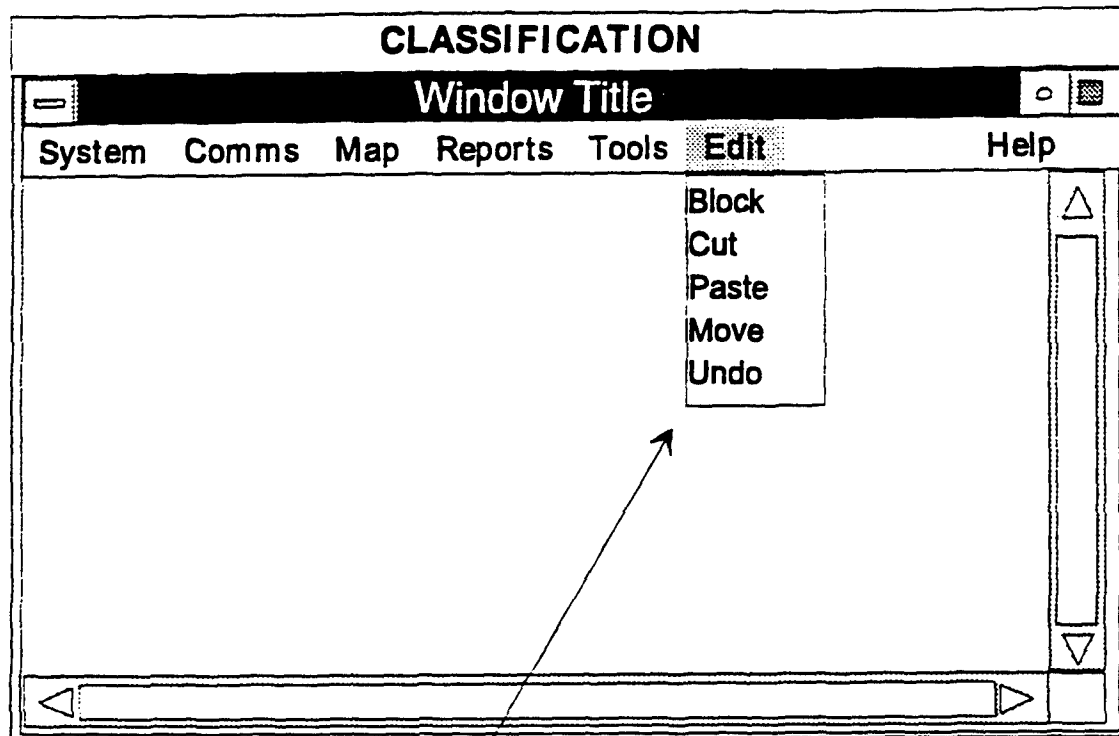 CLASSIFICATION
Window Title
System Comms Map Reports Tools Edit Help
Block
Cut
Paste
Move
Undo